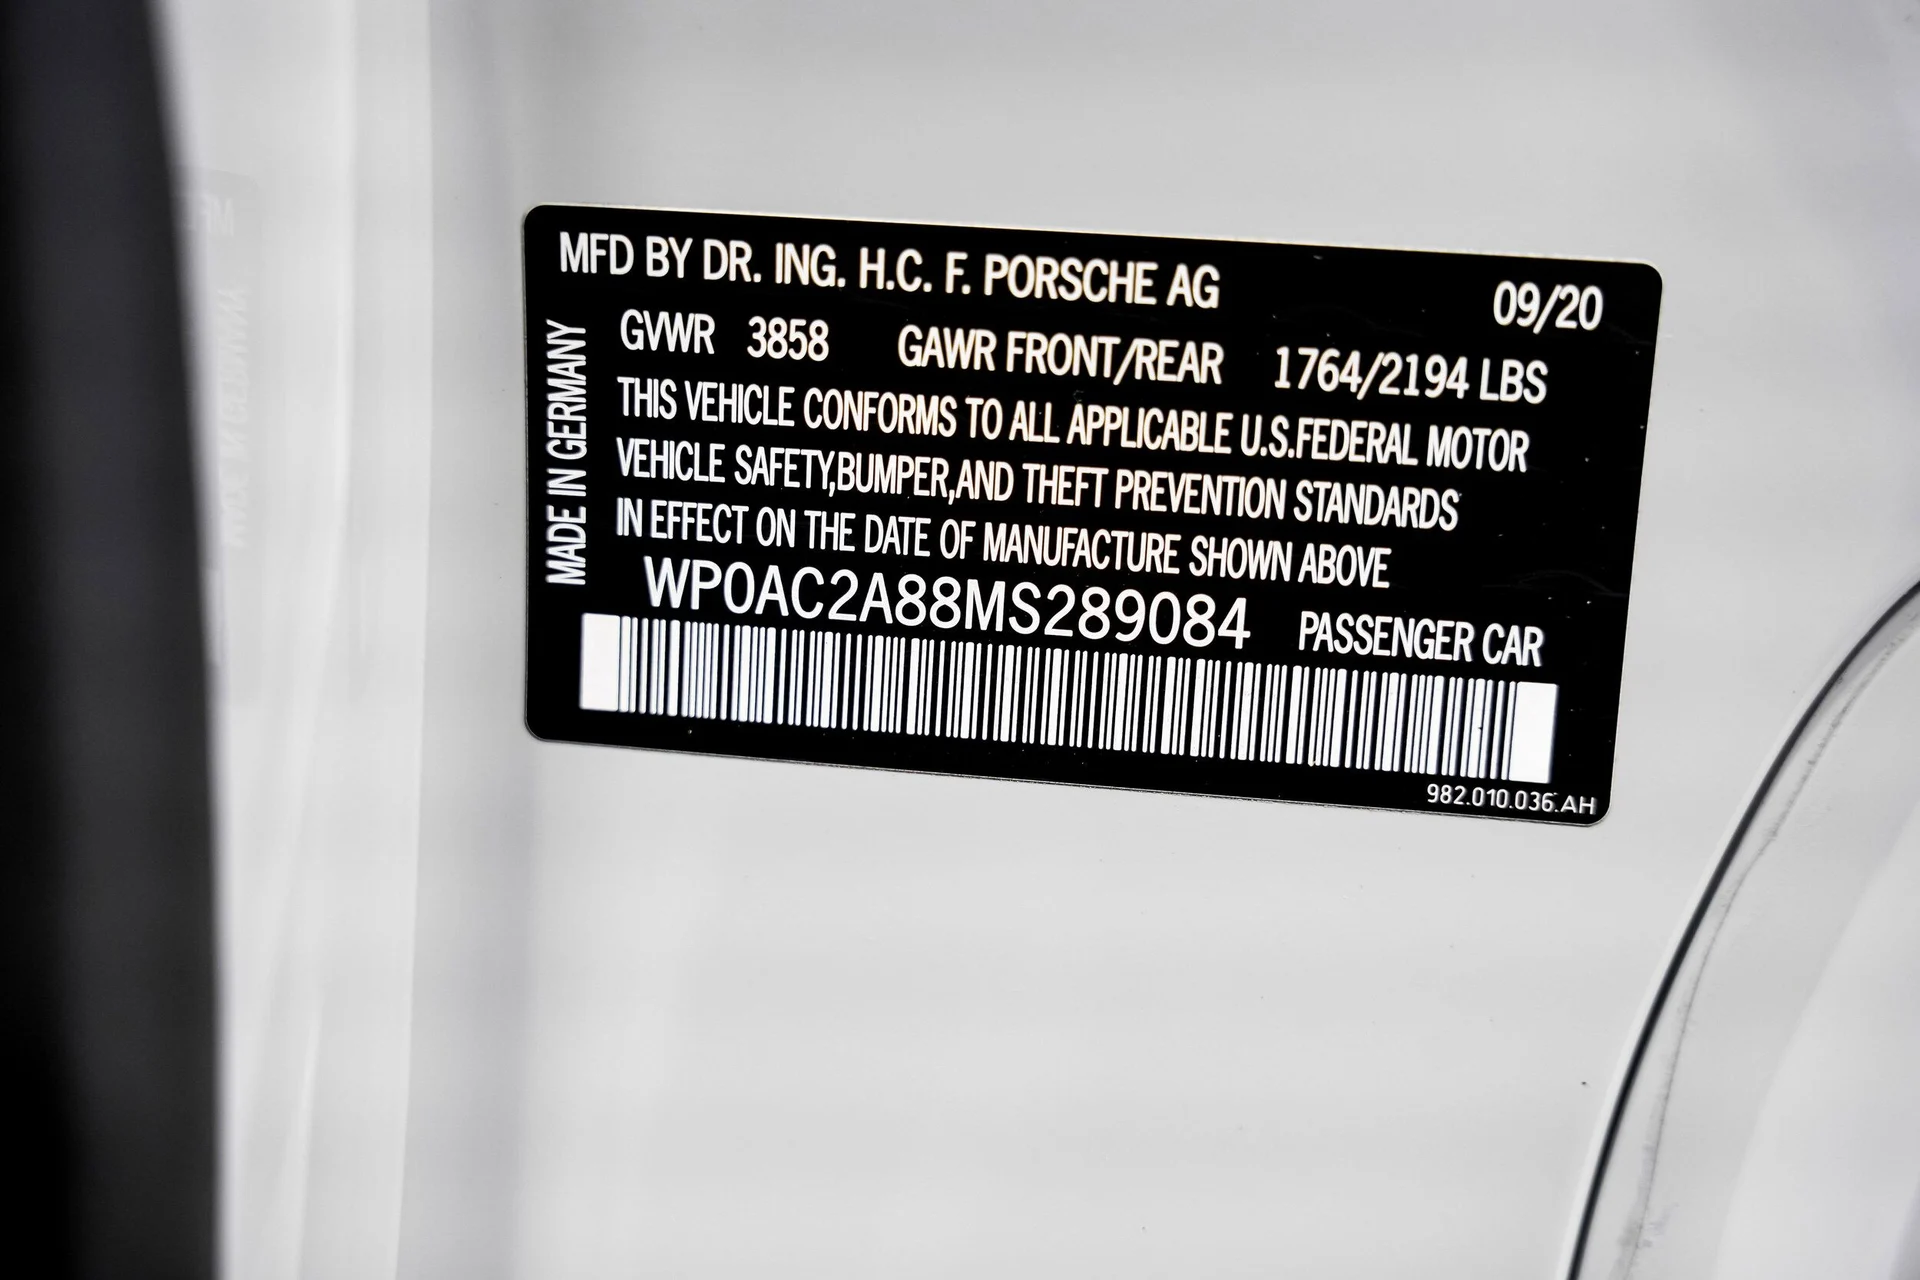 MFD BY DR. ING. H.C. F. PORSCHE AG 09/20
GVWR 3858 GAWR FRONT/REAR 1764/2194 LBS
THIS VEHICLE CONFORMS TO ALL APPLICABLE U.S.FEDERAL MOTOR
VEHICLE SAFETY,BUMPER,AND THEFT PREVENTION STANDARDS
IN EFFECT ON THE DATE OF MANUFACTURE SHOWN ABOVE
WP0AC2A88MS289084 PASSENGER CAR
982.010.036.AH
MADE IN GERMANY